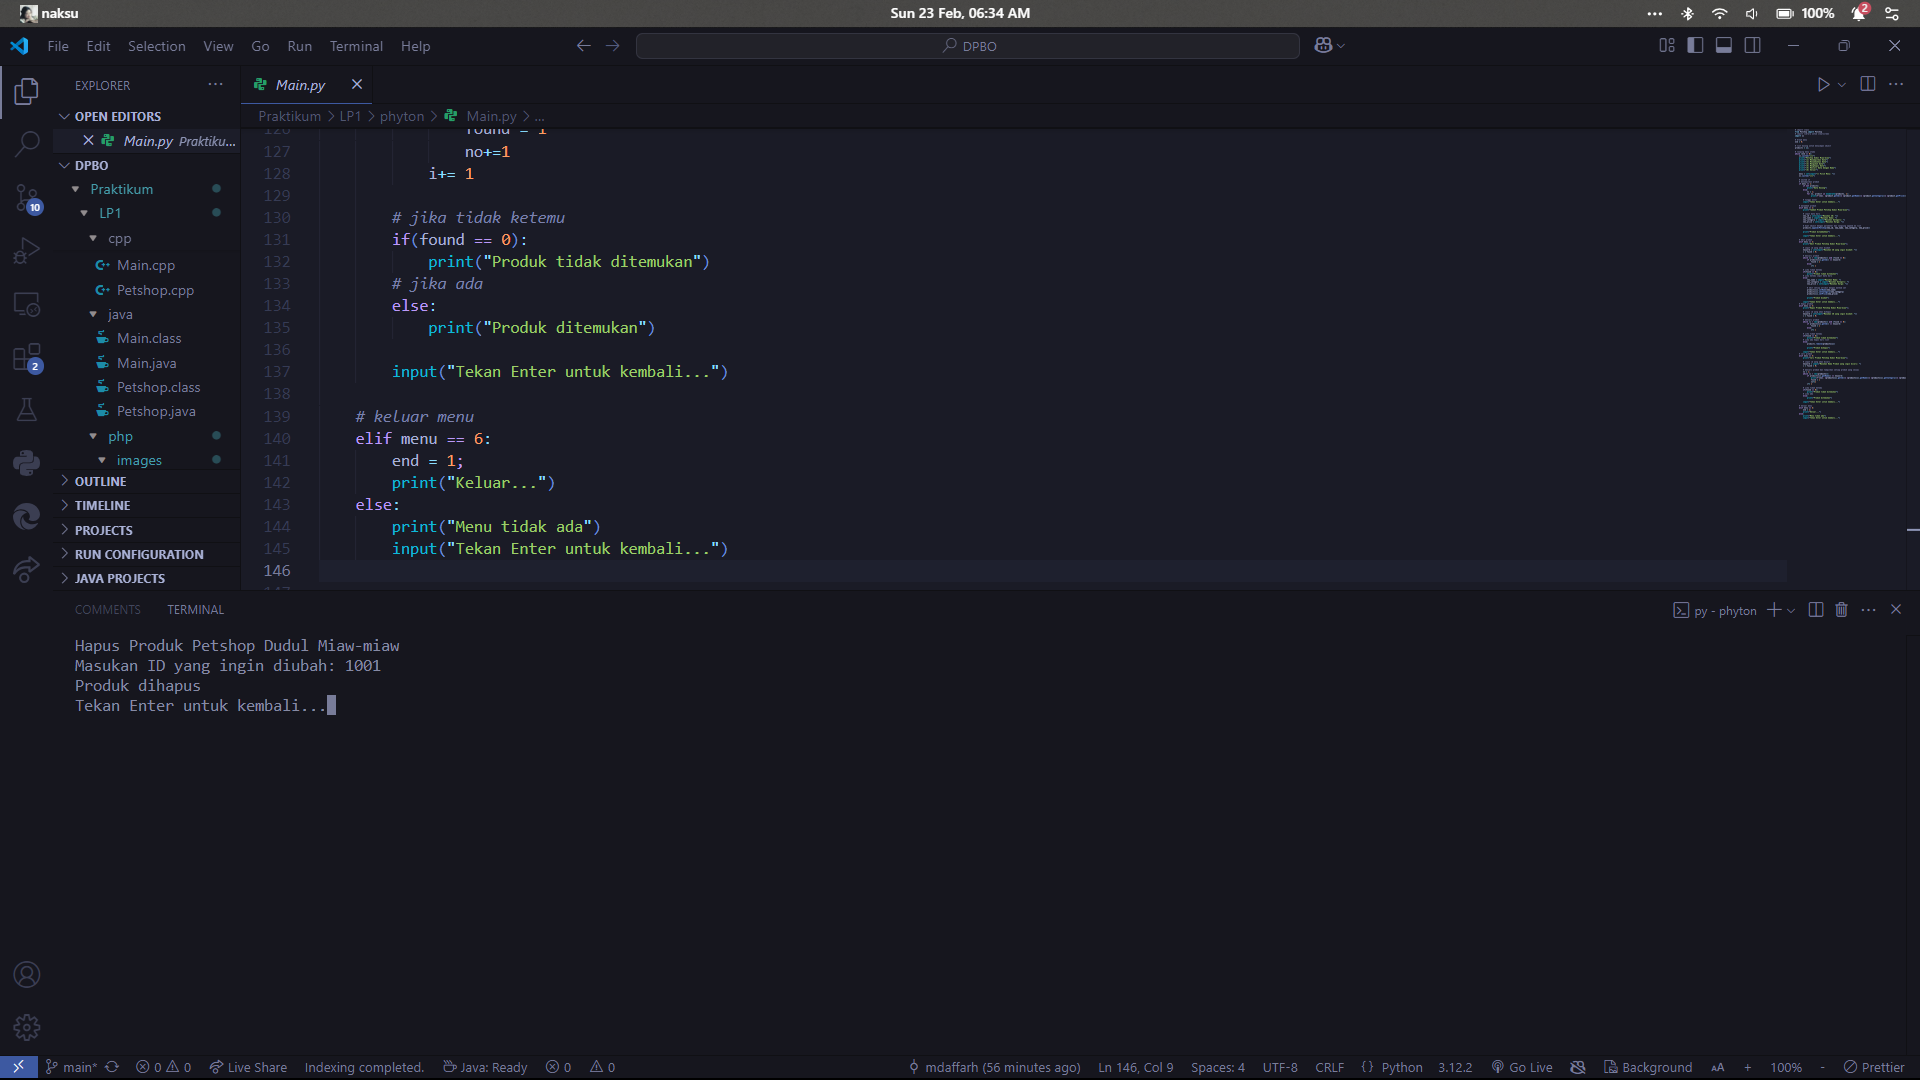 naksu
Sun 23 Feb, 06:34 AM
100%
2
File Edit Selection View Go Run Terminal Help
DPBO
EXPLORER
Main.py
OPEN EDITORS
Main.py Praktiku...
DPBO
Praktikum
LP1
cpp
Main.cpp
Petshop.cpp
java
Main.class
Main.java
Petshop.class
Petshop.java
php
images
OUTLINE
TIMELINE
PROJECTS
RUN CONFIGURATION
JAVA PROJECTS
10
2
Praktikum > LP1 > phyton > Main.py > ...
126 found = 1
127 no+=1
128 i+= 1
129
130 # jika tidak ketemu
131 if(found == 0):
132 print("Produk tidak ditemukan")
133 # jika ada
134 else:
135 print("Produk ditemukan")
136
137 input("Tekan Enter untuk kembali...")
138
139 # keluar menu
140 elif menu == 6:
141 end = 1;
142 print("Keluar...")
143 else:
144 print("Menu tidak ada")
145 input("Tekan Enter untuk kembali...")
146
COMMENTS TERMINAL
py - phyton
Hapus Produk Petshop Dudul Miaw-miaw
Masukan ID yang ingin diubah: 1001
Produk dihapus
Tekan Enter untuk kembali...
main* 0 0 Live Share Indexing completed. Java: Ready 0 0
mdaffarh (56 minutes ago) Ln 146, Col 9 Spaces: 4 UTF-8 CRLF {} Python 3.12.2 Go Live Background AA + 100% - Prettier